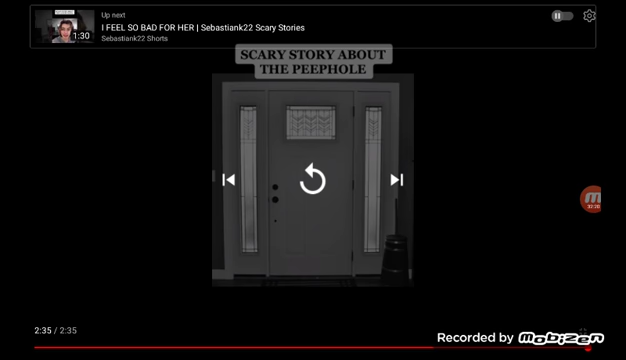 Up next
I FEEL SO BAD FOR HER | Sebastiank22 Scary Stories
Sebastiank22 Shorts
1:30
SCARY STORY ABOUT
THE PEEPHOLE
2:35 / 2:35
Recorded by Mobizen